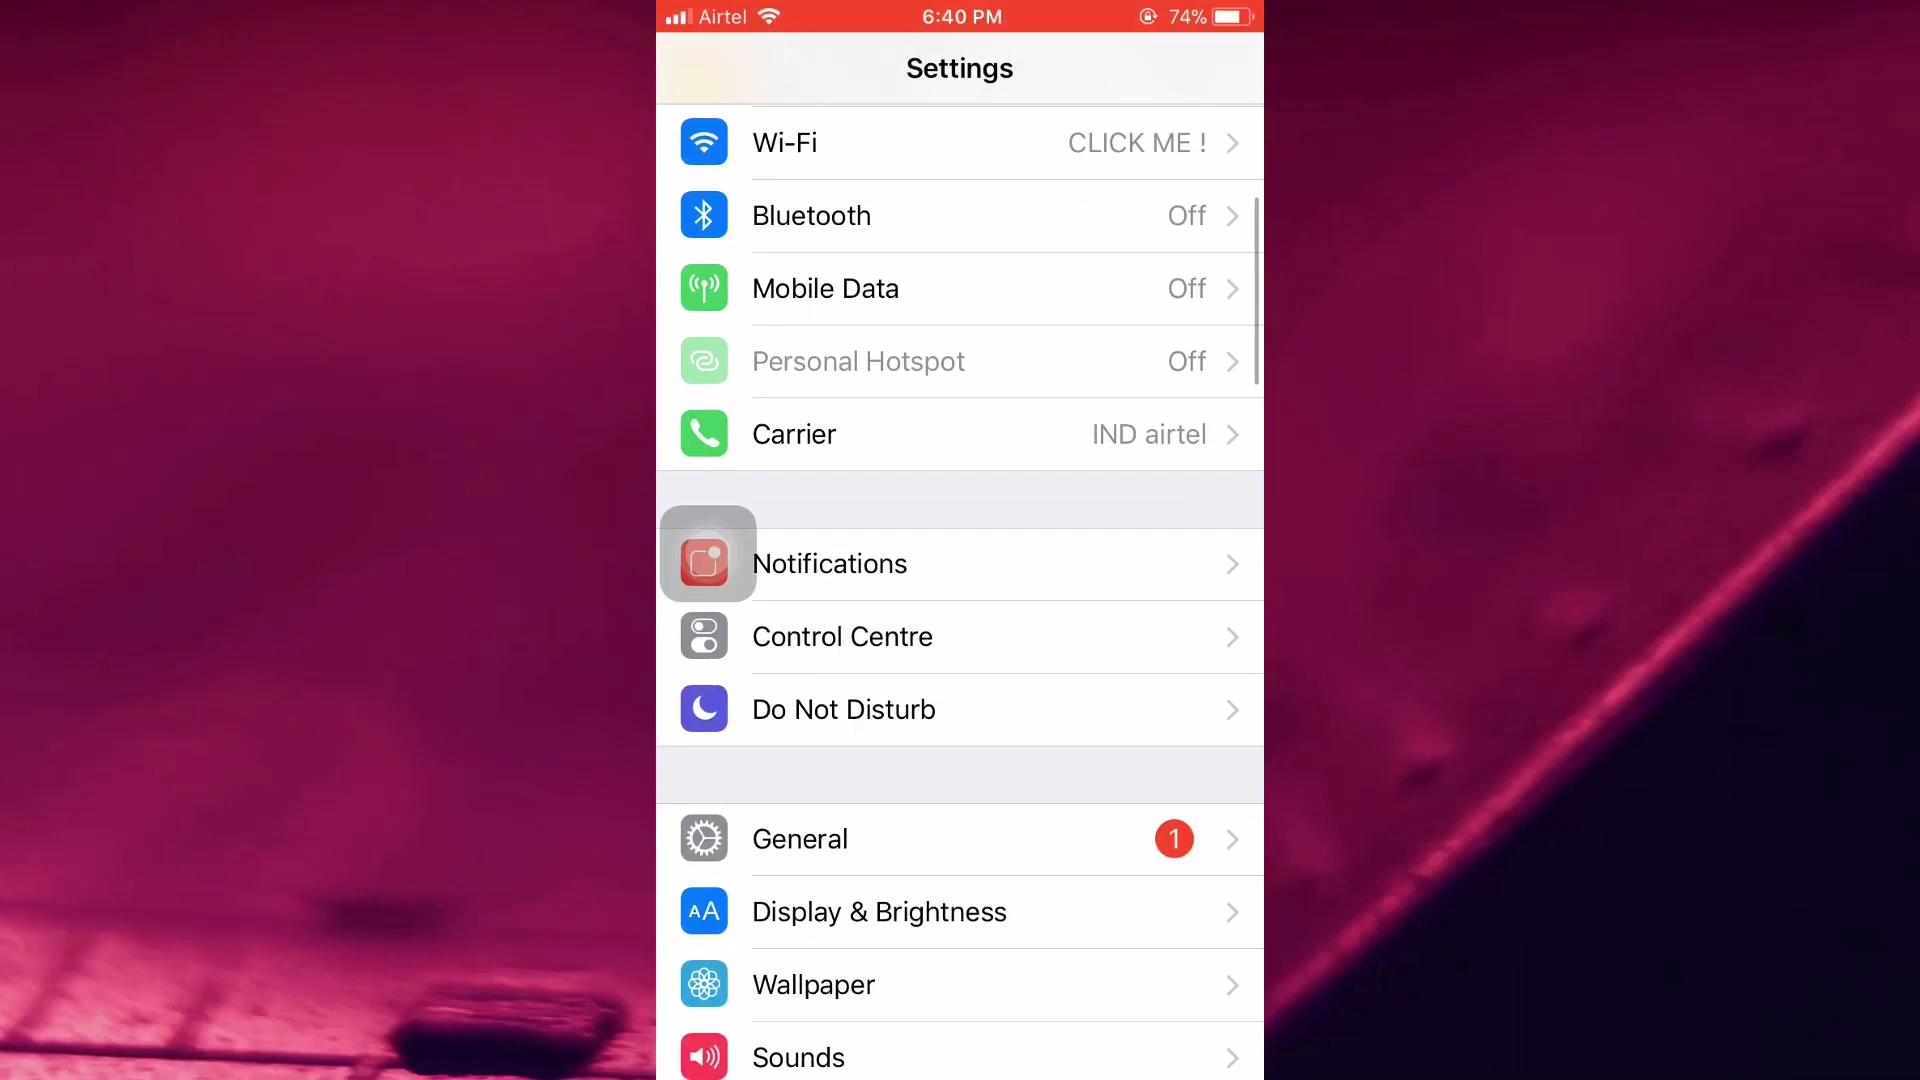 Airtel 6:40 PM 74%
Settings
Wi-Fi CLICK ME !
Bluetooth Off
Mobile Data Off
Personal Hotspot Off
Carrier IND airtel
Notifications
Control Centre
Do Not Disturb
General 1
AA Display & Brightness
Wallpaper
Sounds